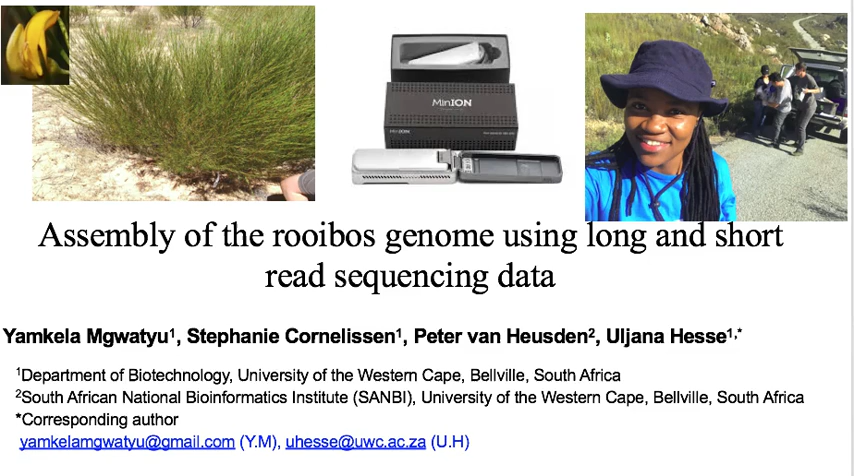 MinION
MinION
Assembly of the rooibos genome using long and short
read sequencing data
Yamkela Mgwatyu¹, Stephanie Cornelissen¹, Peter van Heusden², Uljana Hesse¹,*
¹Department of Biotechnology, University of the Western Cape, Bellville, South Africa
²South African National Bioinformatics Institute (SANBI), University of the Western Cape, Bellville, South Africa
*Corresponding author
yamkelamgwatyu@gmail.com (Y.M), uhesse@uwc.ac.za (U.H)